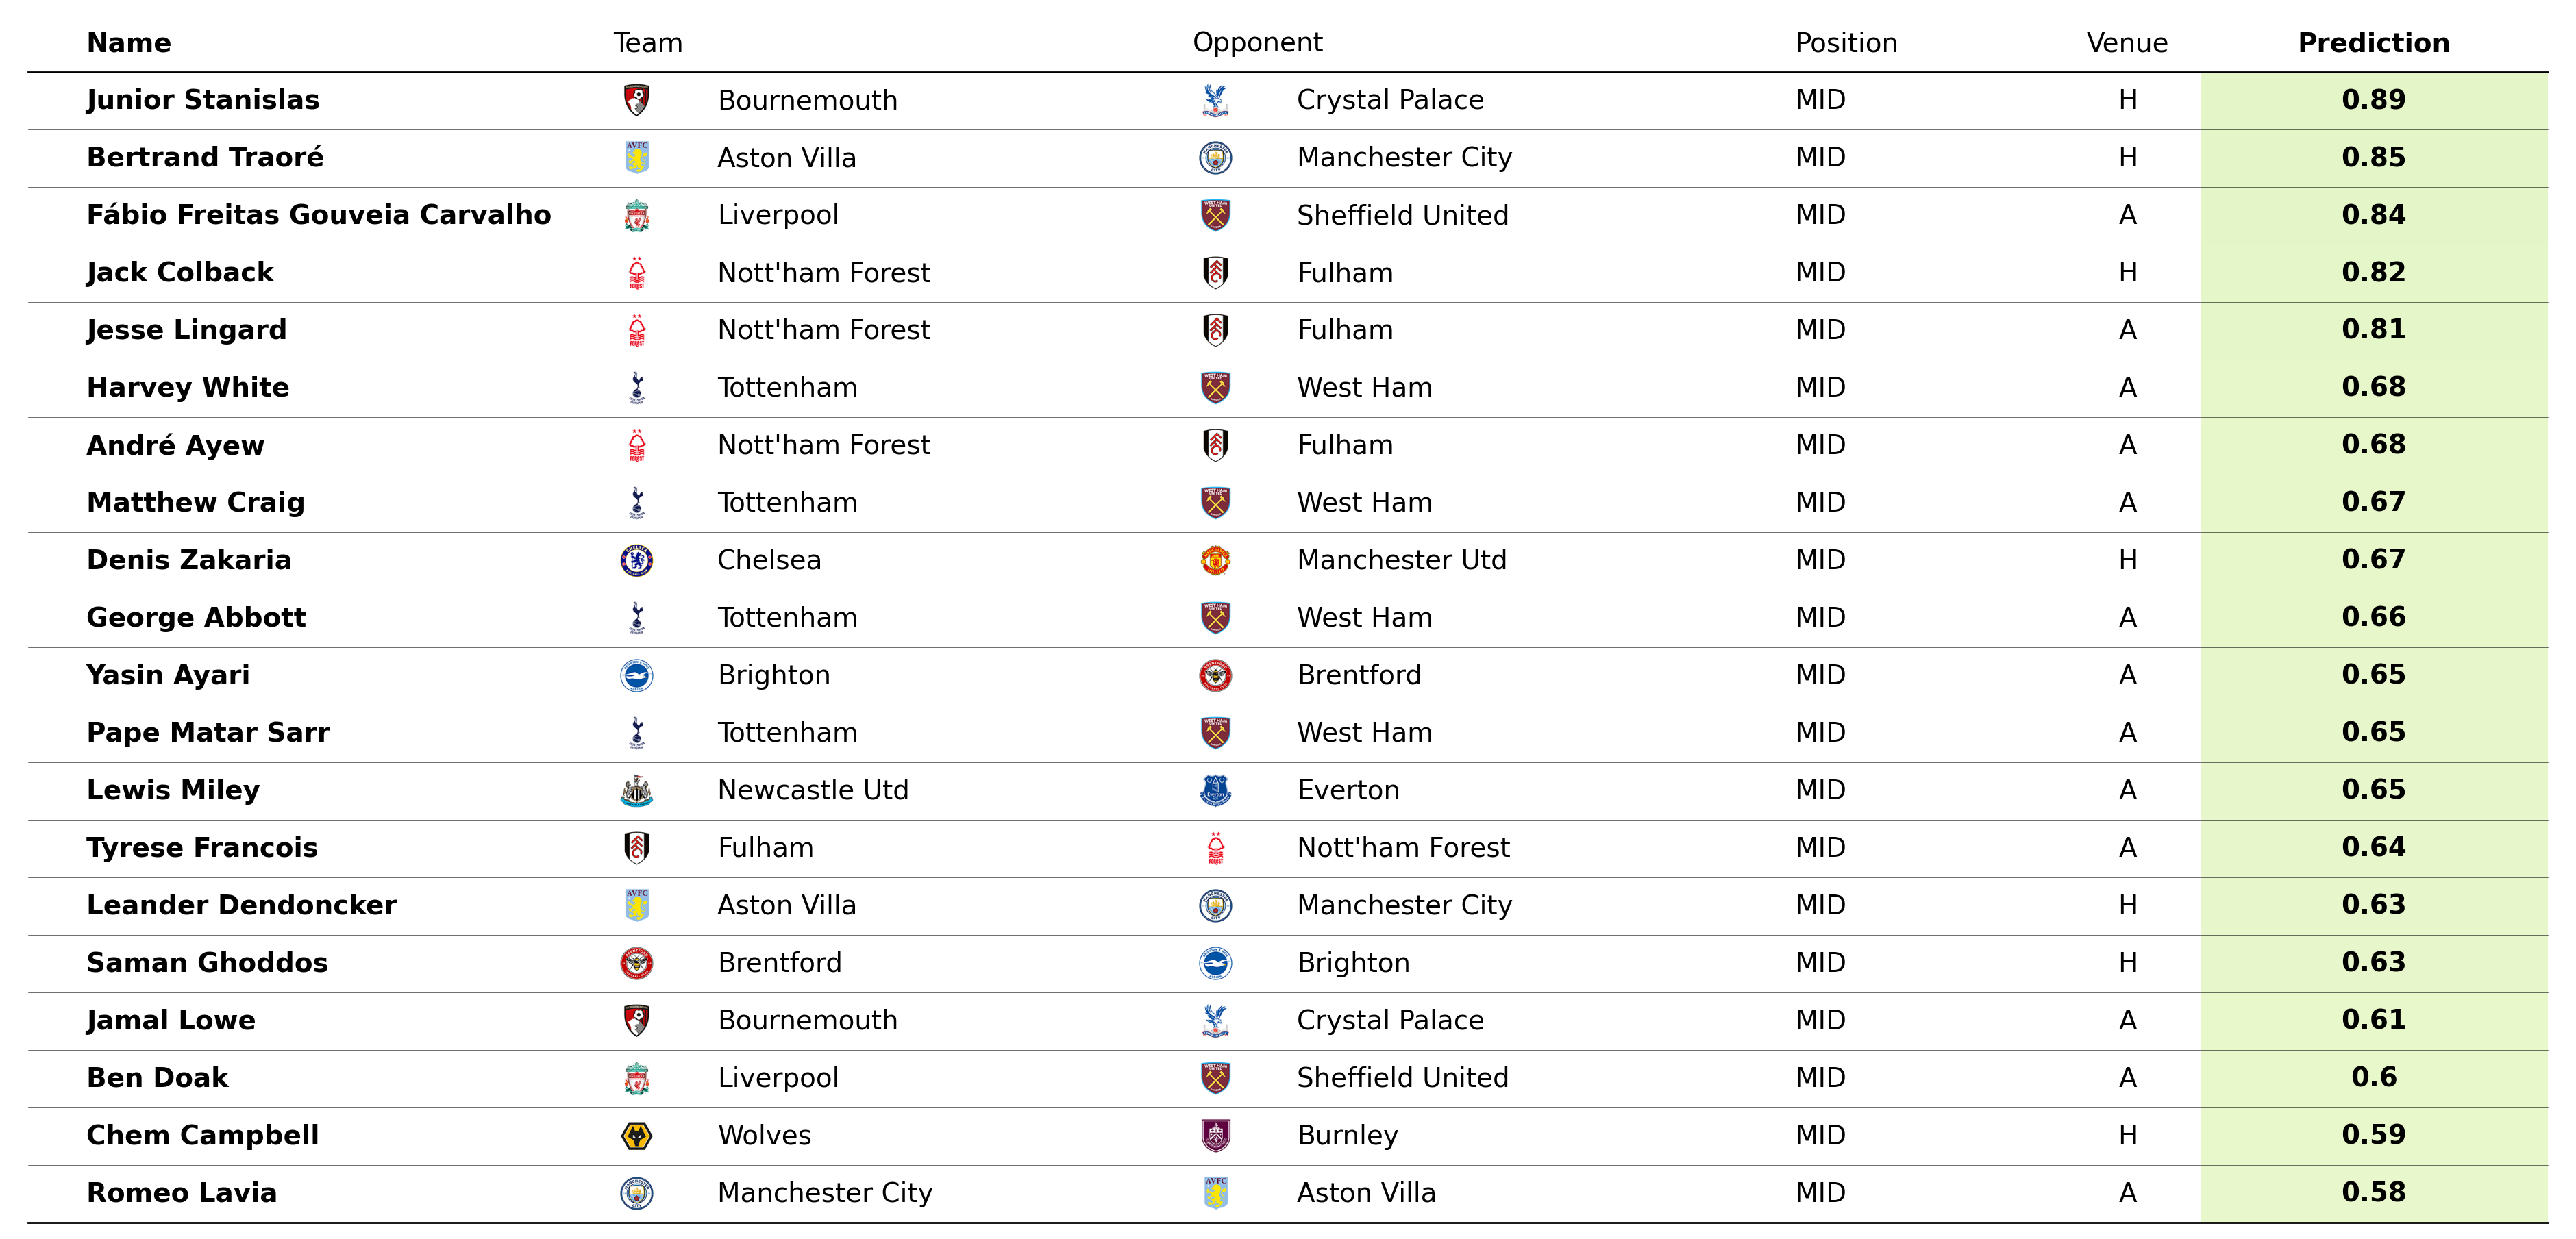 Name Team Opponent Position Venue Prediction
Junior Stanislas Bournemouth Crystal Palace MID H 0.89
Bertrand Traoré Aston Villa Manchester City MID H 0.85
Fábio Freitas Gouveia Carvalho Liverpool Sheffield United MID A 0.84
Jack Colback Nott'ham Forest Fulham MID H 0.82
Jesse Lingard Nott'ham Forest Fulham MID A 0.81
Harvey White Tottenham West Ham MID A 0.68
André Ayew Nott'ham Forest Fulham MID A 0.68
Matthew Craig Tottenham West Ham MID A 0.67
Denis Zakaria Chelsea Manchester Utd MID H 0.67
George Abbott Tottenham West Ham MID A 0.66
Yasin Ayari Brighton Brentford MID A 0.65
Pape Matar Sarr Tottenham West Ham MID A 0.65
Lewis Miley Newcastle Utd Everton MID A 0.65
Tyrese Francois Fulham Nott'ham Forest MID A 0.64
Leander Dendoncker Aston Villa Manchester City MID H 0.63
Saman Ghoddos Brentford Brighton MID H 0.63
Jamal Lowe Bournemouth Crystal Palace MID A 0.61
Ben Doak Liverpool Sheffield United MID A 0.6
Chem Campbell Wolves Burnley MID H 0.59
Romeo Lavia Manchester City Aston Villa MID A 0.58